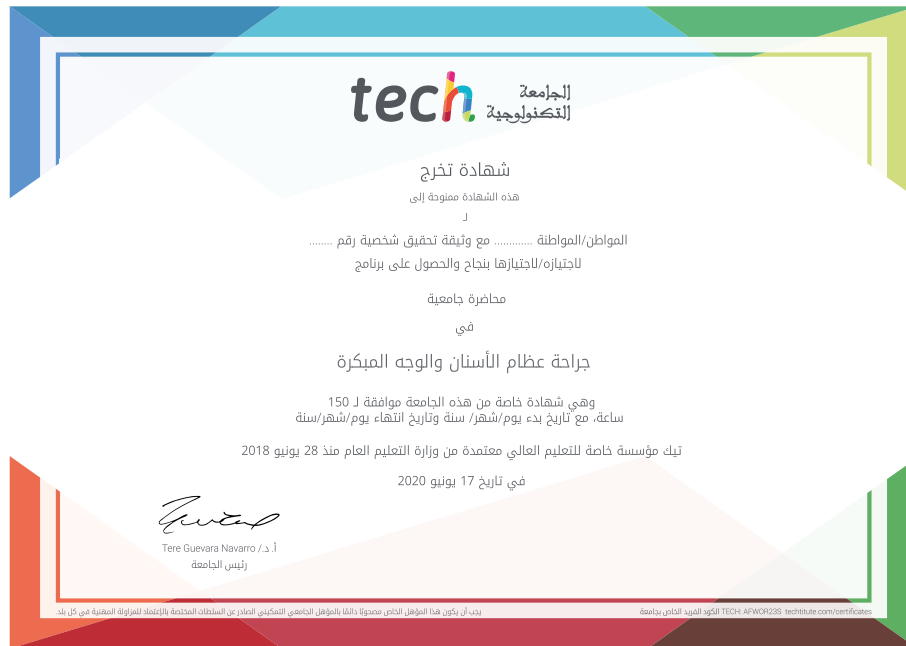 tech الجامعة
التكنولوجية
شهادة تخرج
هذه الشهادة ممنوحة إلى
لـ
المواطن/المواطنة ............. مع وثيقة تحقيق شخصية رقم ........
لاجتيازه/لاجتيازها بنجاح والحصول على برنامج
محاضرة جامعية
في
جراحة عظام الأسنان والوجه المبكرة
وهي شهادة خاصة من هذه الجامعة موافقة لـ 150
ساعة، مع تاريخ بدء يوم/شهر/ سنة وتاريخ انتهاء يوم/شهر/سنة
تيك مؤسسة خاصة للتعليم العالي معتمدة من وزارة التعليم العام منذ 28 يونيو 2018
في تاريخ 17 يونيو 2020
أ. د./ Tere Guevara Navarro
رئيس الجامعة
يجب أن يكون هذا المؤهل الخاص مصحوبًا دائمًا بالمؤهل الجامعي التمكيني الصادر عن السلطات المختصة بالإعتماد للمزاولة المهنية في كل بلد.
الكود الفريد الخاص بجامعة TECH: AFWOR23S techtitute.com/certificates